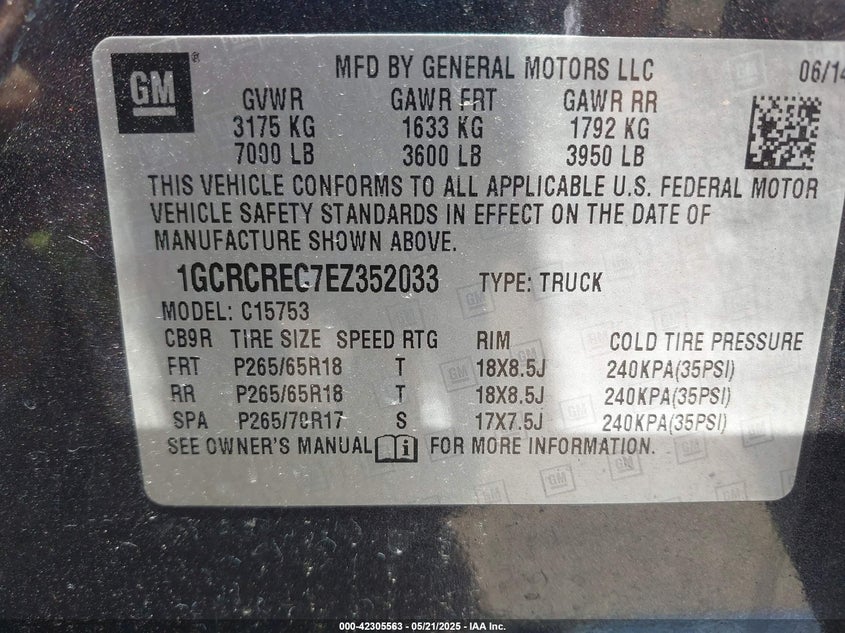 GM® MFD BY GENERAL MOTORS LLC 06/14
GVWR GAWR FRT GAWR RR
3175 KG 1633 KG 1792 KG
7000 LB 3600 LB 3950 LB
THIS VEHICLE CONFORMS TO ALL APPLICABLE U.S. FEDERAL MOTOR
VEHICLE SAFETY STANDARDS IN EFFECT ON THE DATE OF
MANUFACTURE SHOWN ABOVE.
1GCRCREC7EZ352033 TYPE: TRUCK
MODEL: C15753
CB9R TIRE SIZE SPEED RTG RIM COLD TIRE PRESSURE
FRT P265/65R18 T 18X8.5J 240KPA(35PSI)
RR P265/65R18 T 18X8.5J 240KPA(35PSI)
SPA P265/70R17 S 17X7.5J 240KPA(35PSI)
SEE OWNER'S MANUAL i FOR MORE INFORMATION.
000-42305563 - 05/21/2025 - IAA Inc.